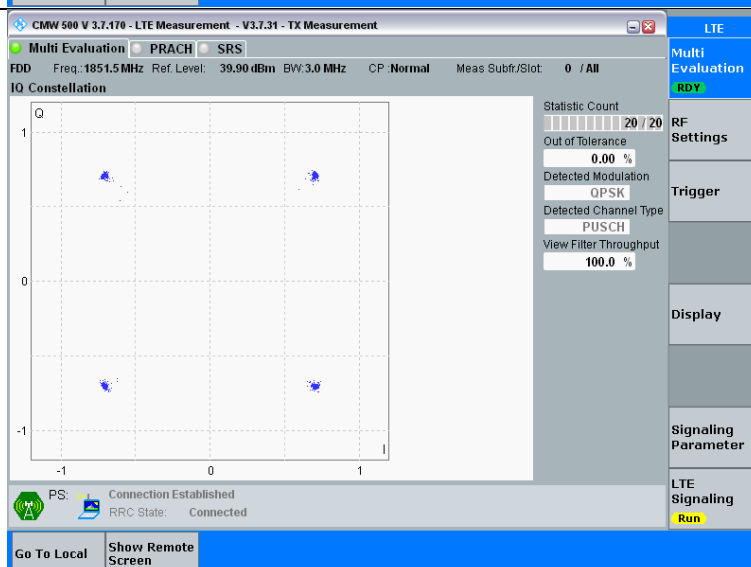 CMW 500 V 3.7.170 - LTE Measurement - V3.7.31 - TX Measurement
LTE
Multi Evaluation PRACH SRS
FDD Freq.:1851.5 MHz Ref. Level: 39.90 dBm BW:3.0 MHz CP :Normal Meas Subfr./Slot: 0 / All
IQ Constellation
Q
1
0
-1
-1 0 1
I
Statistic Count
20 / 20
Out of Tolerance
0.00 %
Detected Modulation
QPSK
Detected Channel Type
PUSCH
View Filter Throughput
100.0 %
Multi
Evaluation
RDY
RF
Settings
Trigger
Display
Signaling
Parameter
LTE
Signaling
Run
PS: Connection Established
RRC State: Connected
Go To Local
Show Remote
Screen